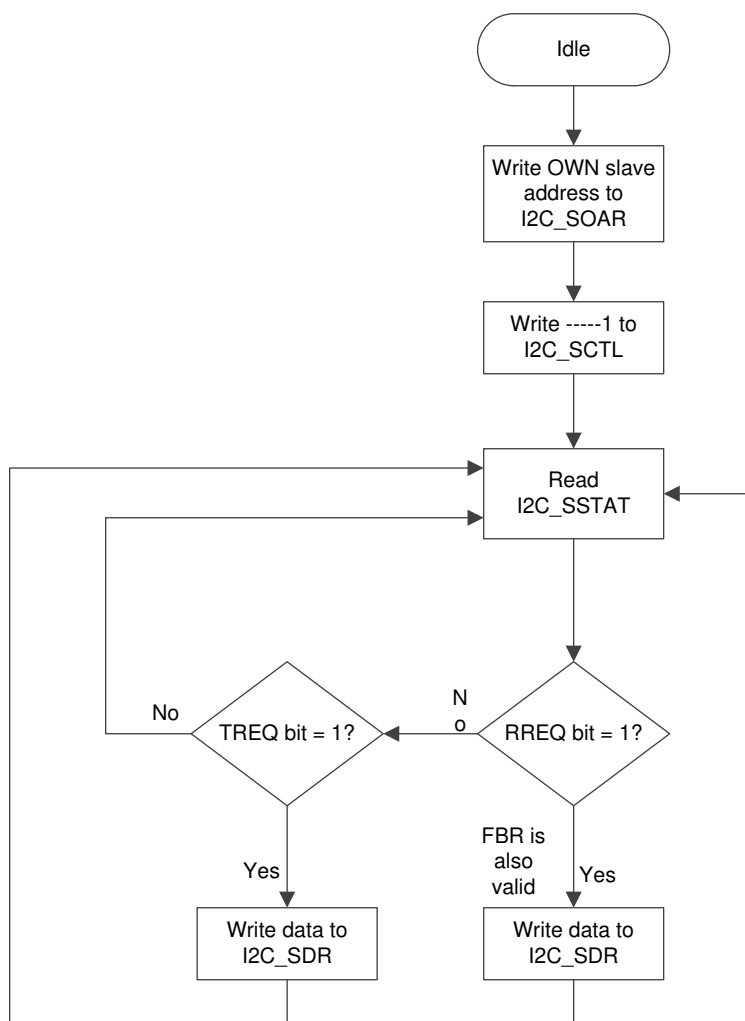 Idle
Write OWN slave
address to
I2C_SOAR
Write -----1 to
I2C_SCTL
Read
I2C_SSTAT
No
TREQ bit = 1?
N
o
RREQ bit = 1?
Yes
FBR is
also
valid
Yes
Write data to
I2C_SDR
Write data to
I2C_SDR